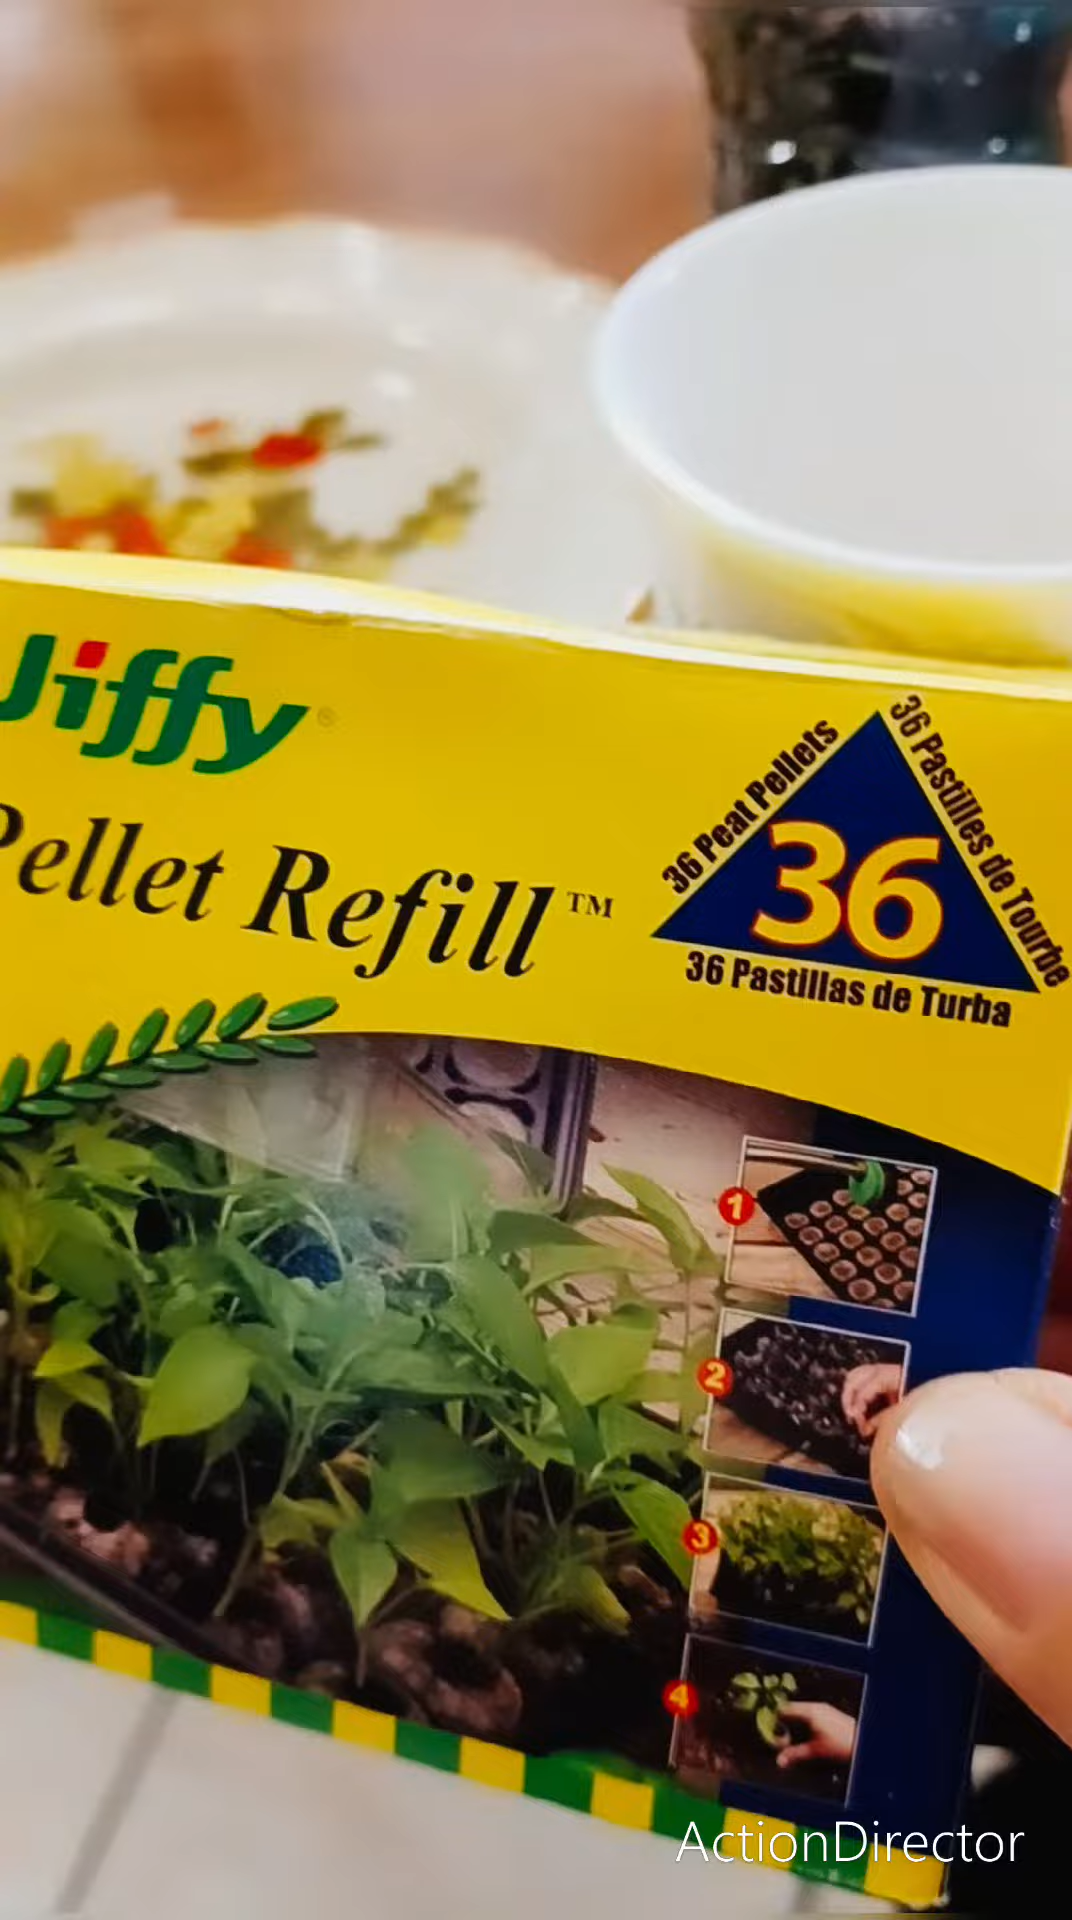 Jiffy®
Pellet Refill™
36 Peat Pellets
36 Pastilles de Tourbe
36
36 Pastillas de Turba
1
2
3
4
ActionDirector